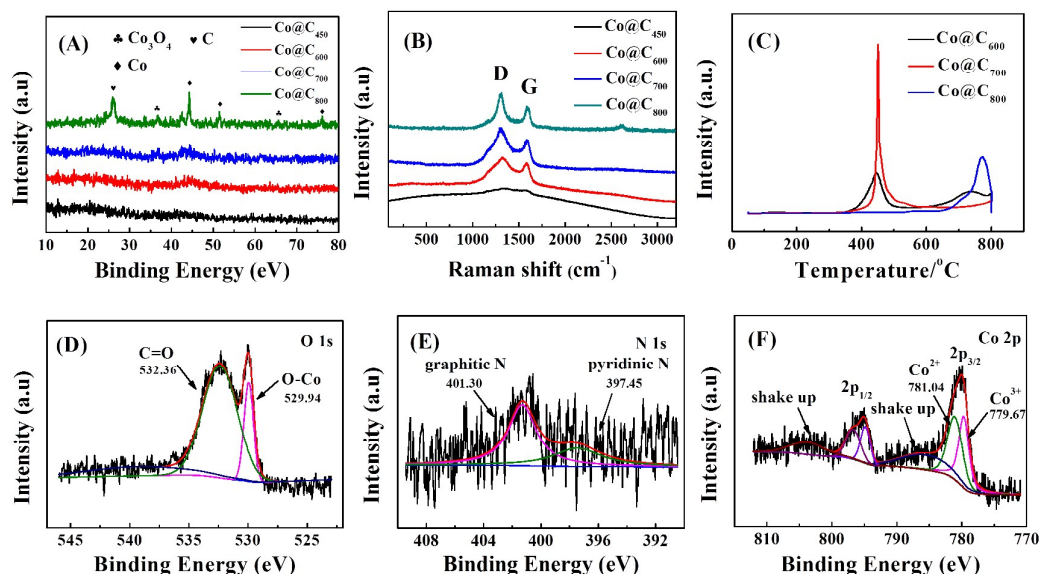 (A)
♣ Co₃O₄ ♥ C
♦ Co
Co@C₄₅₀
Co@C₆₀₀
Co@C₇₀₀
Co@C₈₀₀
Intensity (a.u)
10 20 30 40 50 60 70 80
Binding Energy (eV)
(B)
D
G
Co@C₄₅₀
Co@C₆₀₀
Co@C₇₀₀
Co@C₈₀₀
Intensity (a.u)
500 1000 1500 2000 2500 3000
Raman shift (cm⁻¹)
(C)
Co@C₆₀₀
Co@C₇₀₀
Co@C₈₀₀
Intensity (a.u.)
0 200 400 600 800
Temperature/°C
(D)
O 1s
C=O
532.36
O-Co
529.94
Intensity (a.u)
545 540 535 530 525
Binding Energy (eV)
(E)
N 1s
graphitic N
401.30
pyridinic N
397.45
Intensity (a.u)
408 404 400 396 392
Binding Energy (eV)
(F)
Co 2p
2p₃/₂
Co²⁺
781.04
2p₁/₂
Co³⁺
779.67
shake up
shake up
Intensity (a.u)
810 800 790 780 770
Binding Energy (eV)